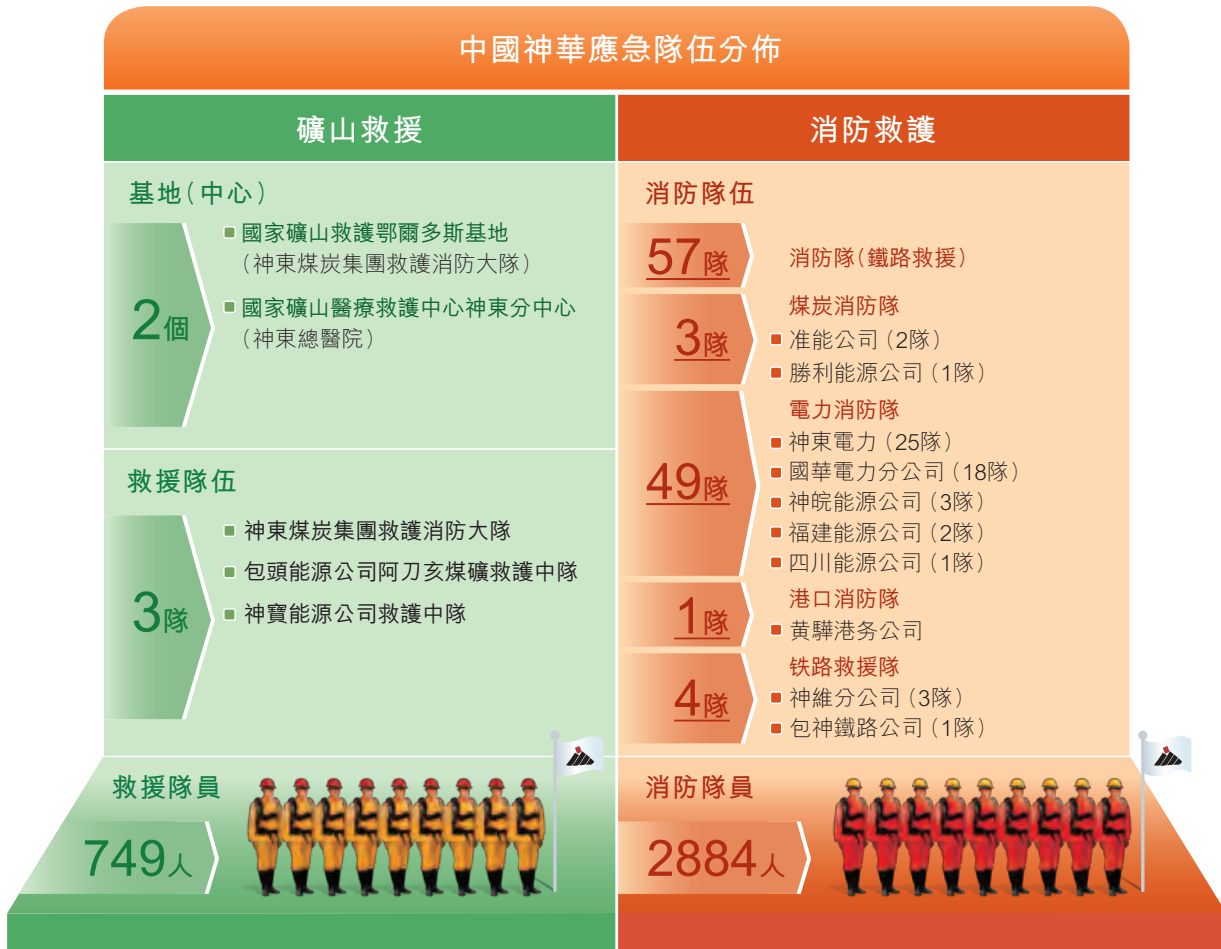 中國神華應急隊伍分佈
礦山救援
基地（中心）
2個
國家礦山救護鄂爾多斯基地
（神東煤炭集團救護消防大隊）
國家礦山醫療救護中心神東分中心
（神東總醫院）
救援隊伍
3隊
神東煤炭集團救護消防大隊
包頭能源公司阿刀亥煤礦救護中隊
神寶能源公司救護中隊
救援隊員
749人
消防救護
消防隊伍
57隊
消防隊（鐵路救援）
3隊
煤炭消防隊
准能公司（2隊）
勝利能源公司（1隊）
49隊
電力消防隊
神東電力（25隊）
國華電力分公司（18隊）
神皖能源公司（3隊）
福建能源公司（2隊）
四川能源公司（1隊）
1隊
港口消防隊
黄驊港务公司
4隊
铁路救援隊
神維分公司（3隊）
包神鐵路公司（1隊）
消防隊員
2884人